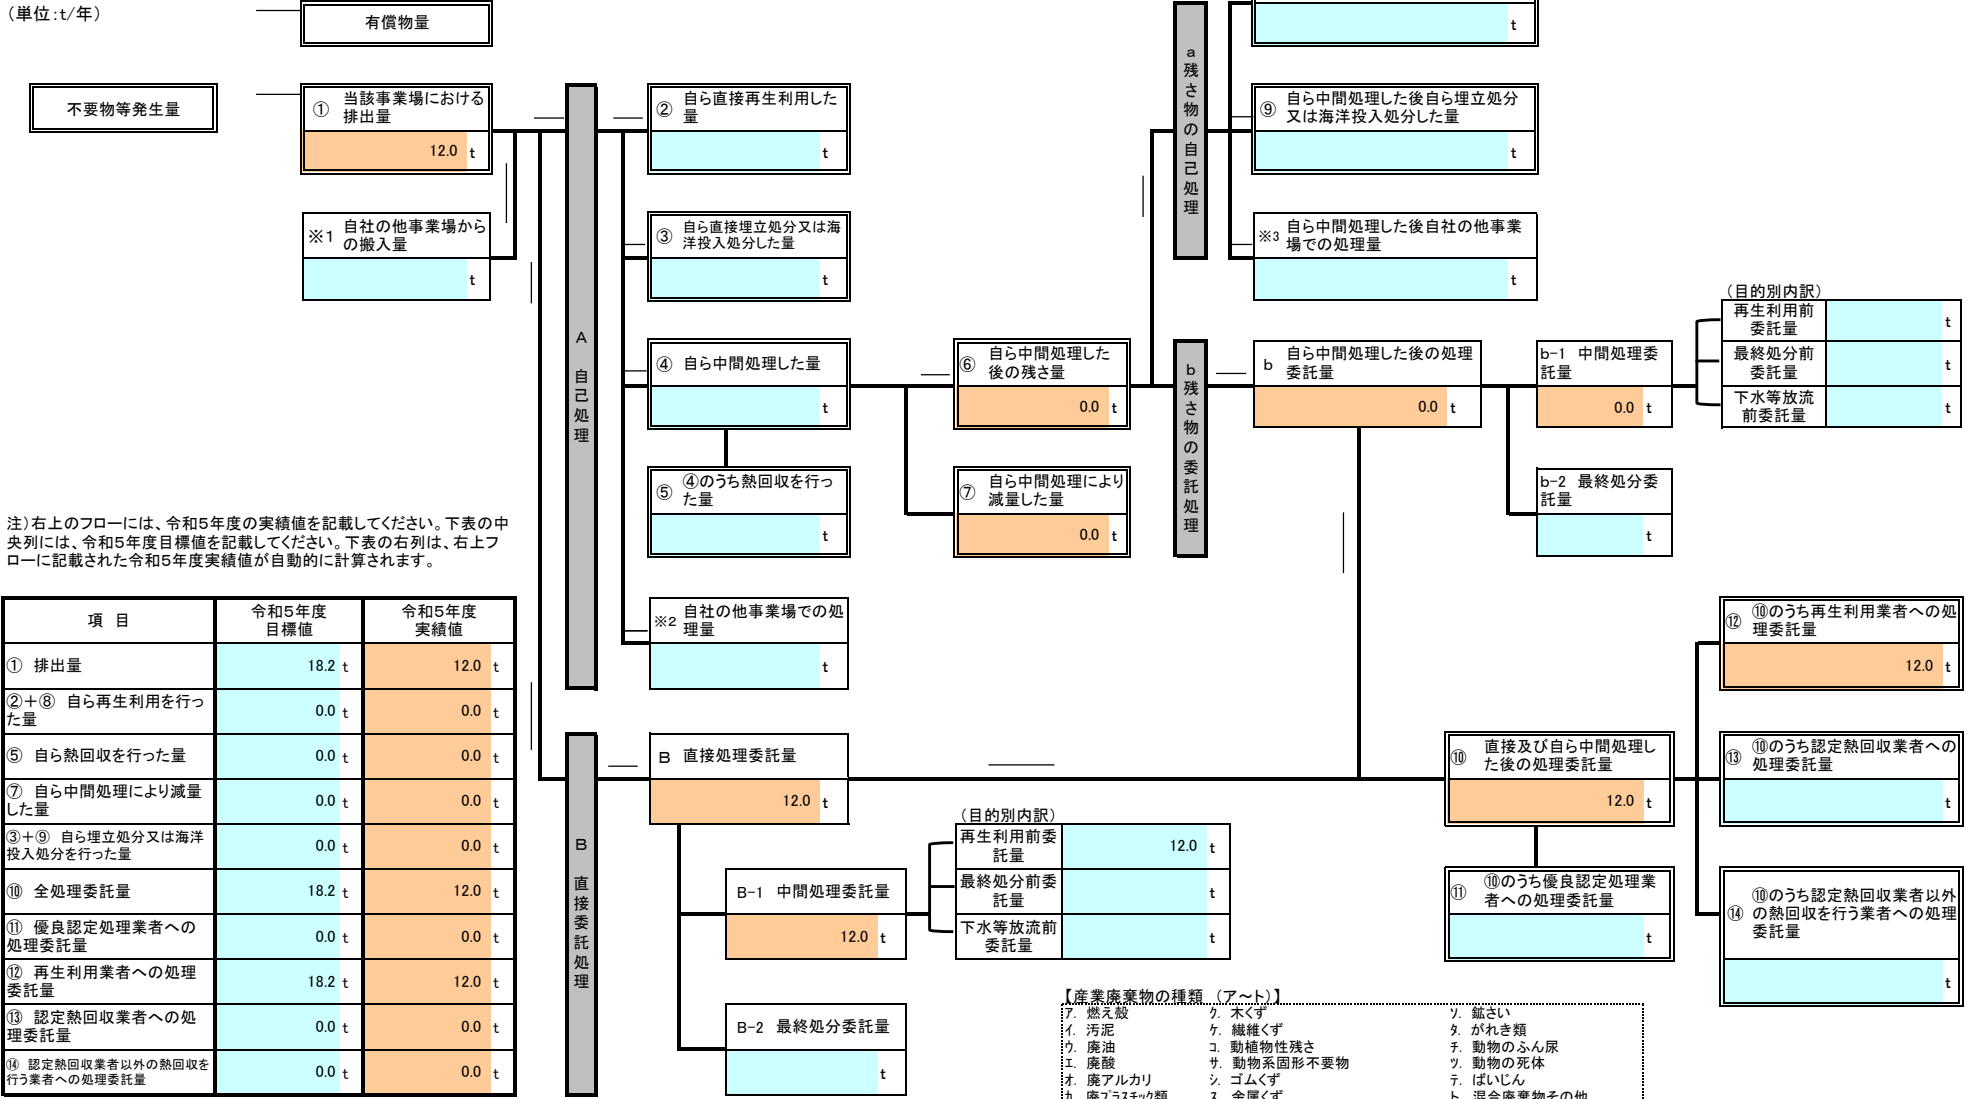 （単位：t/年）
有償物量
不要物等発生量
① 当該事業場における
排出量
12.0 t
※1 自社の他事業場から
の搬入量
t
A 自己処理
② 自ら直接再生利用した
量
t
③ 自ら直接埋立処分又は海
洋投入処分した量
t
④ 自ら中間処理した量
t
⑤ ④のうち熱回収を行っ
た量
t
※2 自社の他事業場での処
理量
t
⑥ 自ら中間処理した
後の残さ量
0.0 t
⑦ 自ら中間処理により
減量した量
0.0 t
a 残さ物の自己処理
t
⑨ 自ら中間処理した後自ら埋立処分
又は海洋投入処分した量
t
※3 自ら中間処理した後自社の他事業
場での処理量
t
b 残さ物の委託処理
b 自ら中間処理した後の処理
委託量
0.0 t
b-1 中間処理委
託量
0.0 t
b-2 最終処分委
託量
t
（目的別内訳）
再生利用前
委託量
t
最終処分前
委託量
t
下水等放流
前委託量
t
注）右上のフローには、令和５年度の実績値を記載してください。下表の中
央列には、令和５年度目標値を記載してください。下表の右列は、右上フ
ローに記載された令和５年度実績値が自動的に計算されます。
項 目 令和５年度 目標値 令和５年度 実績値
① 排出量 18.2 t 12.0 t
②＋⑧ 自ら再生利用を行っ
た量 0.0 t 0.0 t
⑤ 自ら熱回収を行った量 0.0 t 0.0 t
⑦ 自ら中間処理により減量
した量 0.0 t 0.0 t
③＋⑨ 自ら埋立処分又は海洋
投入処分を行った量 0.0 t 0.0 t
⑩ 全処理委託量 18.2 t 12.0 t
⑪ 優良認定処理業者への
処理委託量 0.0 t 0.0 t
⑫ 再生利用業者への処理
委託量 18.2 t 12.0 t
⑬ 認定熱回収業者への処
理委託量 0.0 t 0.0 t
⑭ 認定熱回収業者以外の熱回収を
行う業者への処理委託量 0.0 t 0.0 t
B 直接委託処理
B 直接処理委託量
12.0 t
B-1 中間処理委託量
12.0 t
B-2 最終処分委託量
t
（目的別内訳）
再生利用前委
託量
12.0 t
最終処分前委
託量
t
下水等放流前
委託量
t
⑩ 直接及び自ら中間処理し
た後の処理委託量
12.0 t
⑪ ⑩のうち優良認定処理業
者への処理委託量
t
⑫ ⑩のうち再生利用業者への処
理委託量
12.0 t
⑬ ⑩のうち認定熱回収業者への
処理委託量
t
⑭ ⑩のうち認定熱回収業者以外
の熱回収を行う業者への処理
委託量
t
【産業廃棄物の種類 （ア～ト）】
ア. 燃え殻 ク. 木くず ソ. 鉱さい
イ. 汚泥 ケ. 繊維くず タ. がれき類
ウ. 廃油 コ. 動植物性残さ チ. 動物のふん尿
エ. 廃酸 サ. 動物系固形不要物 ツ. 動物の死体
オ. 廃アルカリ シ. ゴムくず テ. ばいじん
カ. 廃プラスチック類 ス. 金属くず ト. 混合廃棄物その他